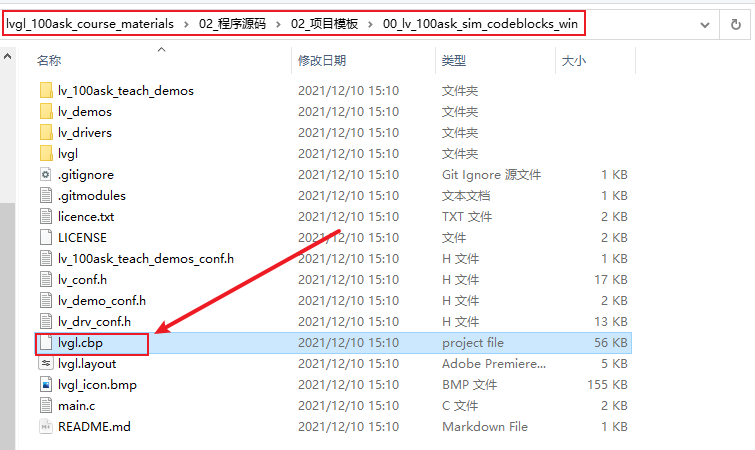 lvgl_100ask_course_materials > 02_程序源码 > 02_项目模板 > 00_lv_100ask_sim_codeblocks_win
名称 修改日期 类型 大小
lv_100ask_teach_demos 2021/12/10 15:10 文件夹
lv_demos 2021/12/10 15:10 文件夹
lv_drivers 2021/12/10 15:10 文件夹
lvgl 2021/12/10 15:10 文件夹
.gitignore 2021/12/10 15:10 Git Ignore 源文件 1 KB
.gitmodules 2021/12/10 15:10 文本文档 1 KB
licence.txt 2021/12/10 15:10 TXT 文件 2 KB
LICENSE 2021/12/10 15:10 文件 2 KB
lv_100ask_teach_demos_conf.h 2021/12/10 15:10 H 文件 1 KB
lv_conf.h 2021/12/10 15:10 H 文件 17 KB
lv_demo_conf.h 2021/12/10 15:10 H 文件 2 KB
lv_drv_conf.h 2021/12/10 15:10 H 文件 13 KB
lvgl.cbp 2021/12/10 15:10 project file 56 KB
lvgl.layout 2021/12/10 15:10 Adobe Premiere... 5 KB
lvgl_icon.bmp 2021/12/10 15:10 BMP 文件 155 KB
main.c 2021/12/10 15:10 C 文件 2 KB
README.md 2021/12/10 15:10 Markdown File 2 KB